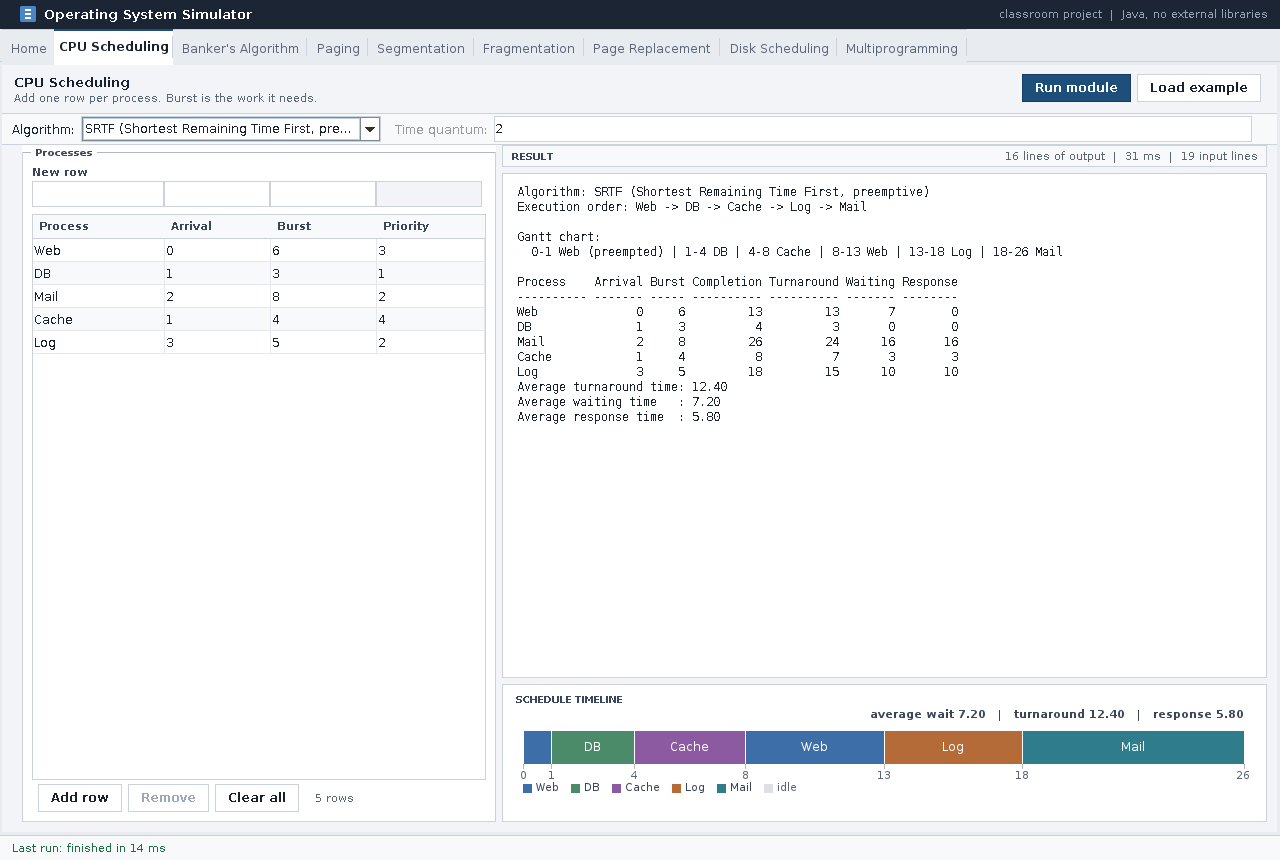 Operating System Simulator
classroom project | Java, no external libraries
Home CPU Scheduling Banker's Algorithm Paging Segmentation Fragmentation Page Replacement Disk Scheduling Multiprogramming
CPU Scheduling
Add one row per process. Burst is the work it needs.
Run module Load example
Algorithm: SRTF (Shortest Remaining Time First, pre... Time quantum: 2
Processes
New row
Process Arrival Burst Priority
Web 0 6 3
DB 1 3 1
Mail 2 8 2
Cache 1 4 4
Log 3 5 2
Add row Remove Clear all 5 rows
RESULT 16 lines of output | 31 ms | 19 input lines
Algorithm: SRTF (Shortest Remaining Time First, preemptive)
Execution order: Web -> DB -> Cache -> Log -> Mail
Gantt chart:
0-1 Web (preempted) | 1-4 DB | 4-8 Cache | 8-13 Web | 13-18 Log | 18-26 Mail
Process Arrival Burst Completion Turnaround Waiting Response
---------- ------- ----- ---------- ---------- ------- --------
Web 0 6 13 13 7 0
DB 1 3 4 3 0 0
Mail 2 8 26 24 16 16
Cache 1 4 8 7 3 3
Log 3 5 18 15 10 10
Average turnaround time: 12.40
Average waiting time : 7.20
Average response time : 5.80
SCHEDULE TIMELINE
average wait 7.20 | turnaround 12.40 | response 5.80
DB Cache Web Log Mail
0 1 4 8 13 18 26
Web DB Cache Log Mail idle
Last run: finished in 14 ms